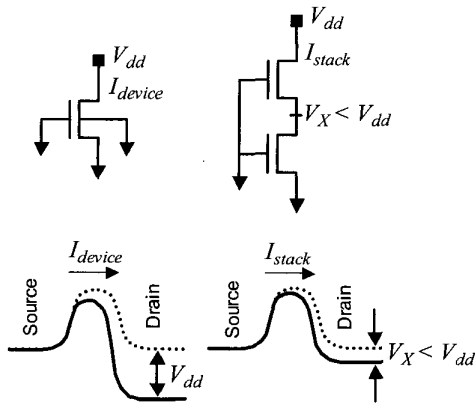 V_dd
I_device
V_dd
I_stack
V_X < V_dd
I_device
Source
Drain
V_dd
I_stack
Source
Drain
V_X < V_dd